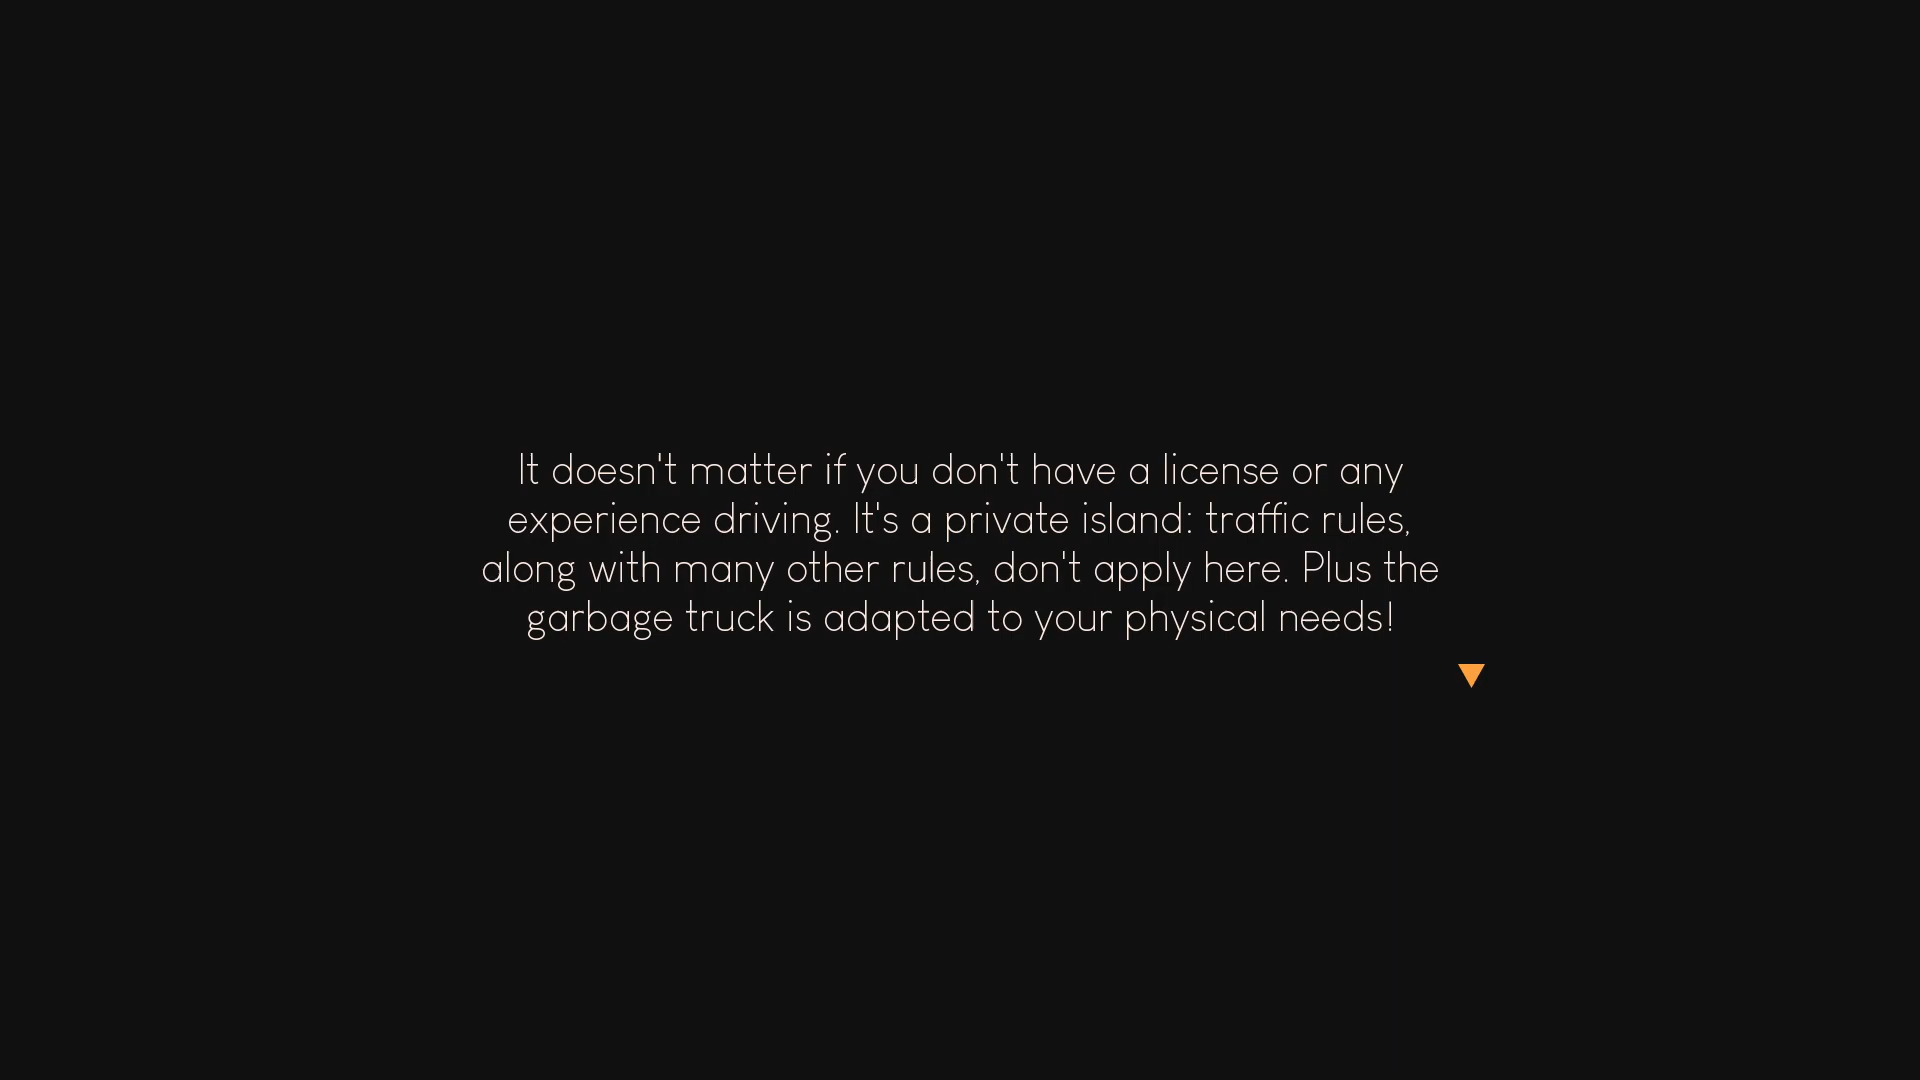 It doesn't matter if you don't have a license or any
experience driving. It's a private island: traffic rules,
along with many other rules, don't apply here. Plus the
garbage truck is adapted to your physical needs!